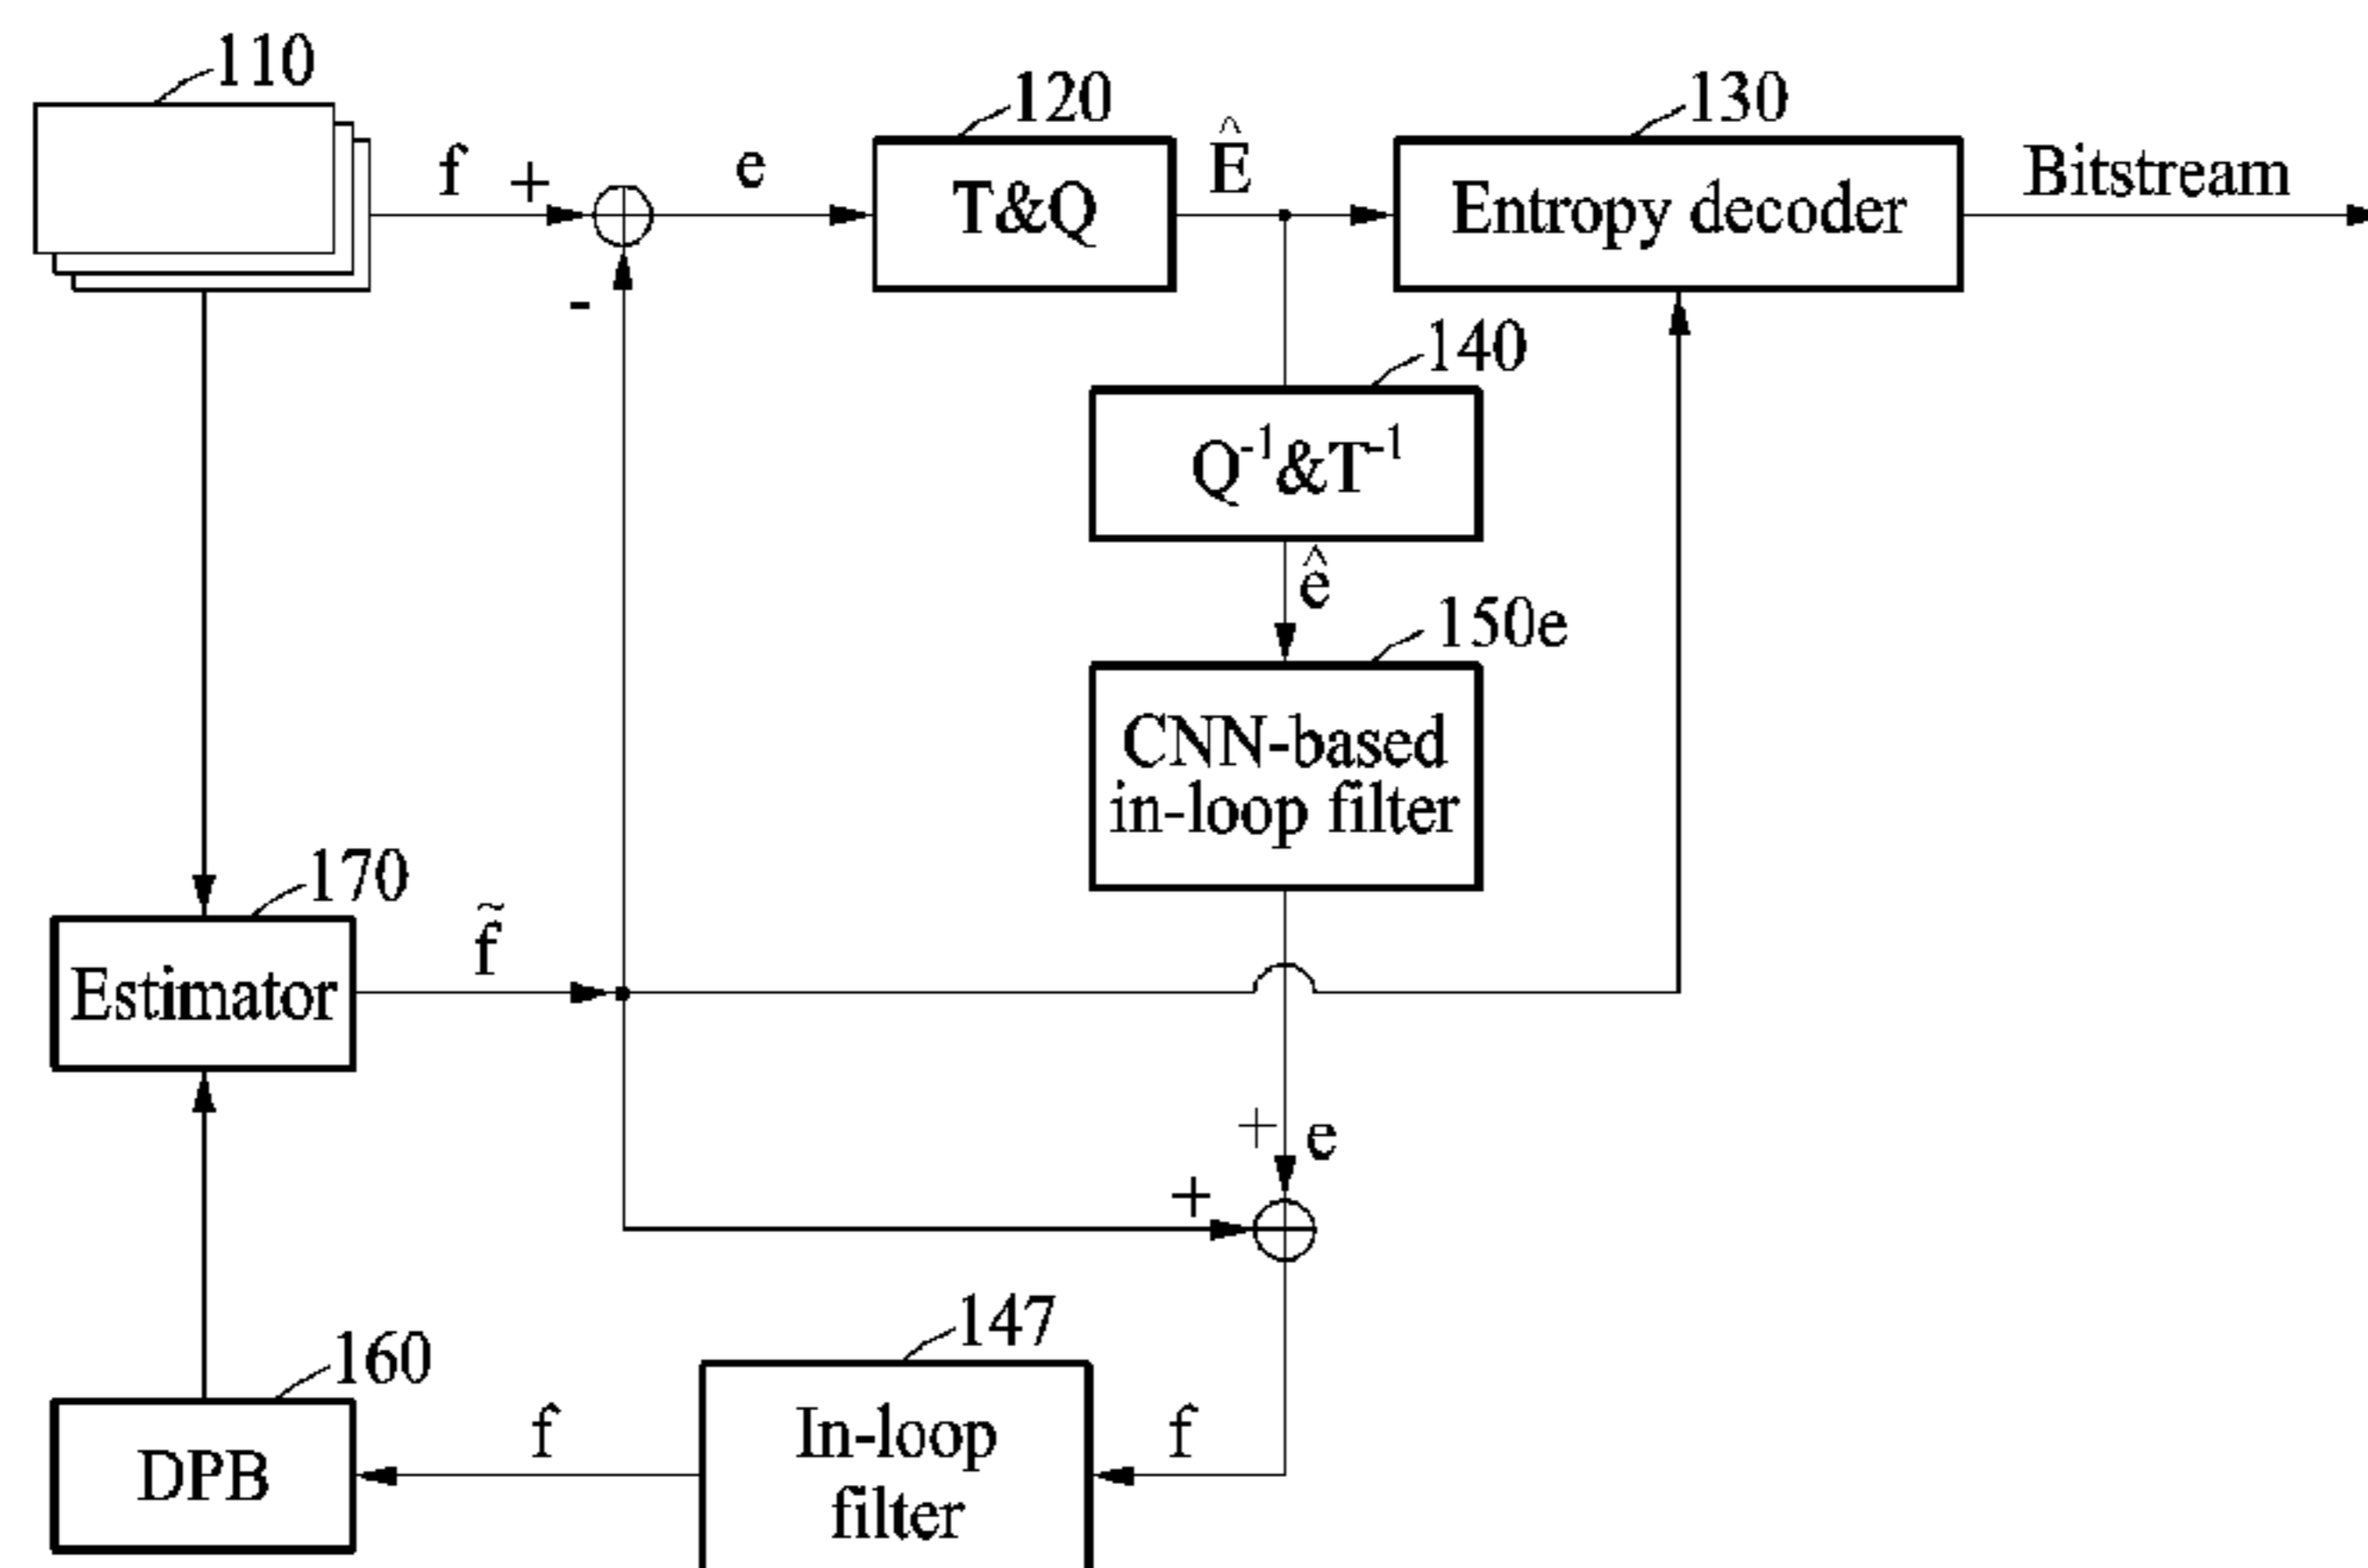 110
120
130
f + e
T&Q
Ê
Entropy decoder
Bitstream
-
140
Q⁻¹&T⁻¹
ê
150e
CNN-based
in-loop filter
170
Estimator
f̃
+ e
+
147
160
DPB
f
In-loop
filter
f